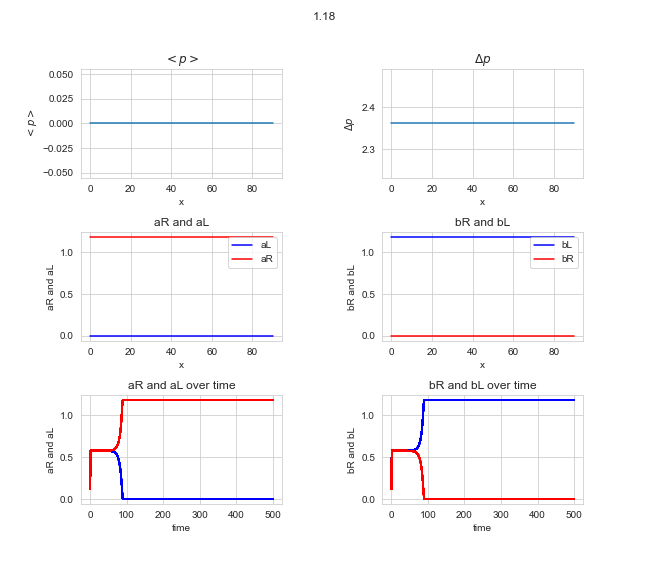 1.18
< p >
Δp
0.050
0.025
0.000
−0.025
−0.050
< p >
0 20 40 60 80
x
2.4
2.3
Δp
0 20 40 60 80
x
aR and aL
1.0
0.5
0.0
aR and aL
aL
aR
0 20 40 60 80
x
bR and bL
1.0
0.5
0.0
bR and bL
bL
bR
0 20 40 60 80
x
aR and aL over time
1.0
0.5
0.0
aR and aL
0 100 200 300 400 500
time
bR and bL over time
1.0
0.5
0.0
bR and bL
0 100 200 300 400 500
time